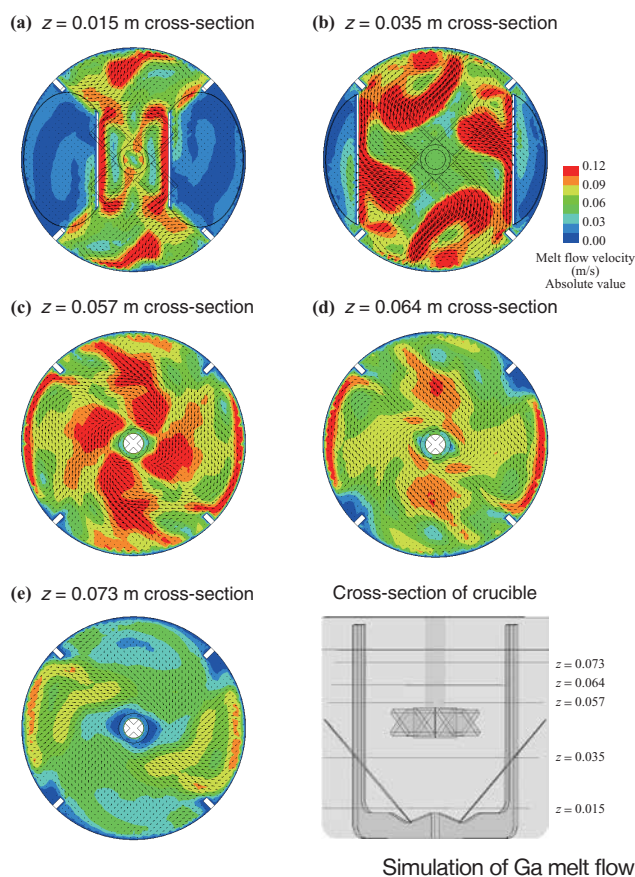 (a) z = 0.015 m cross-section
(b) z = 0.035 m cross-section
0.12
0.09
0.06
0.03
0.00
Melt flow velocity
(m/s)
Absolute value
(c) z = 0.057 m cross-section
(d) z = 0.064 m cross-section
(e) z = 0.073 m cross-section
Cross-section of crucible
z = 0.073
z = 0.064
z = 0.057
z = 0.035
z = 0.015
Simulation of Ga melt flow